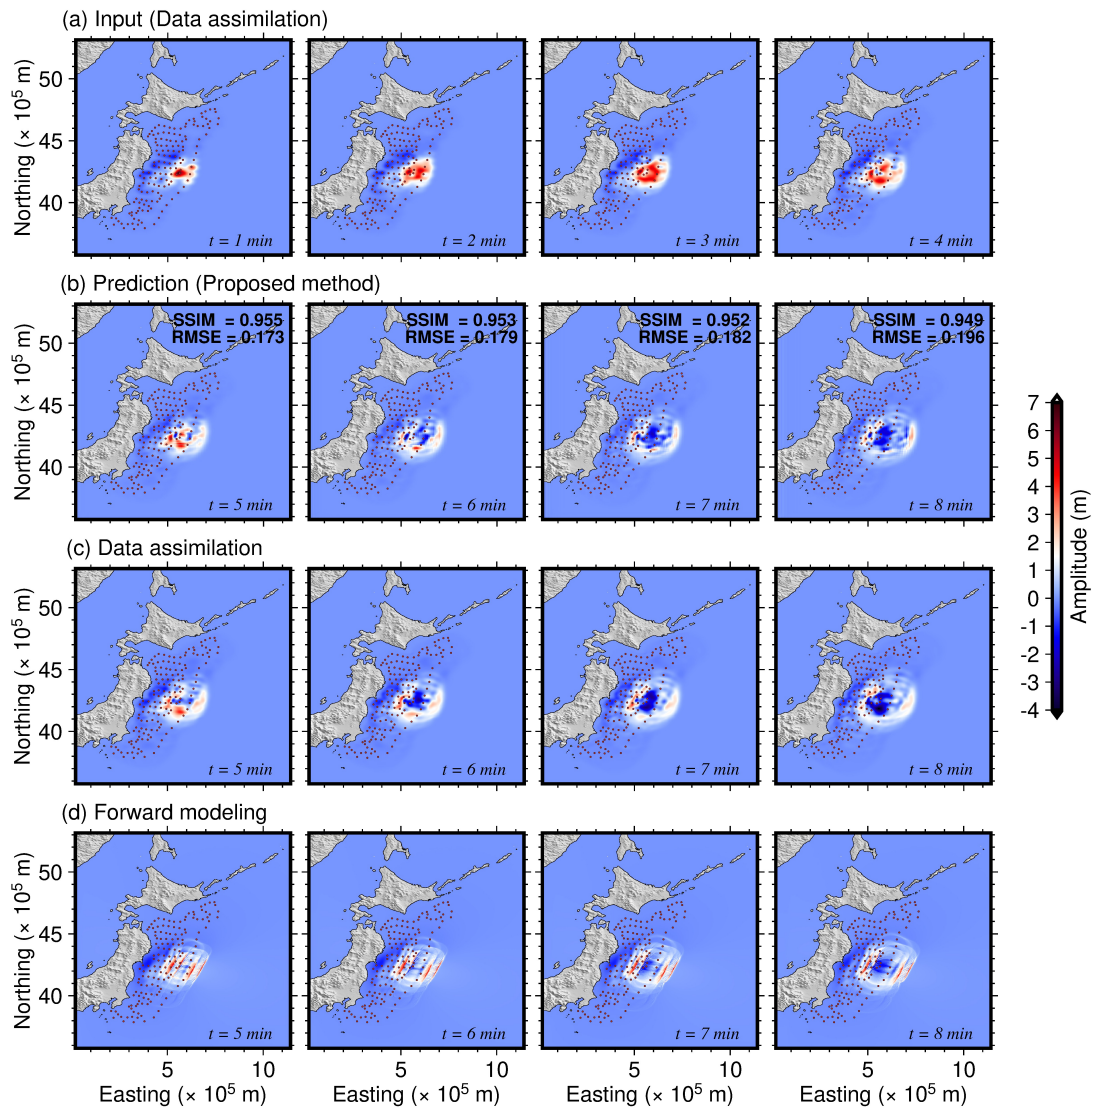 (a) Input (Data assimilation)
50
45
40
Northing (× 10⁵ m)
t = 1 min
t = 2 min
t = 3 min
t = 4 min
(b) Prediction (Proposed method)
50
45
40
Northing (× 10⁵ m)
SSIM = 0.955
RMSE = 0.173
t = 5 min
SSIM = 0.953
RMSE = 0.179
t = 6 min
SSIM = 0.952
RMSE = 0.182
t = 7 min
SSIM = 0.949
RMSE = 0.196
t = 8 min
(c) Data assimilation
50
45
40
Northing (× 10⁵ m)
t = 5 min
t = 6 min
t = 7 min
t = 8 min
(d) Forward modeling
50
45
40
Northing (× 10⁵ m)
t = 5 min
t = 6 min
t = 7 min
t = 8 min
5 10
5 10
5 10
5 10
Easting (× 10⁵ m)
Easting (× 10⁵ m)
Easting (× 10⁵ m)
Easting (× 10⁵ m)
7
6
5
4
3
2
1
0
-1
-2
-3
-4
Amplitude (m)